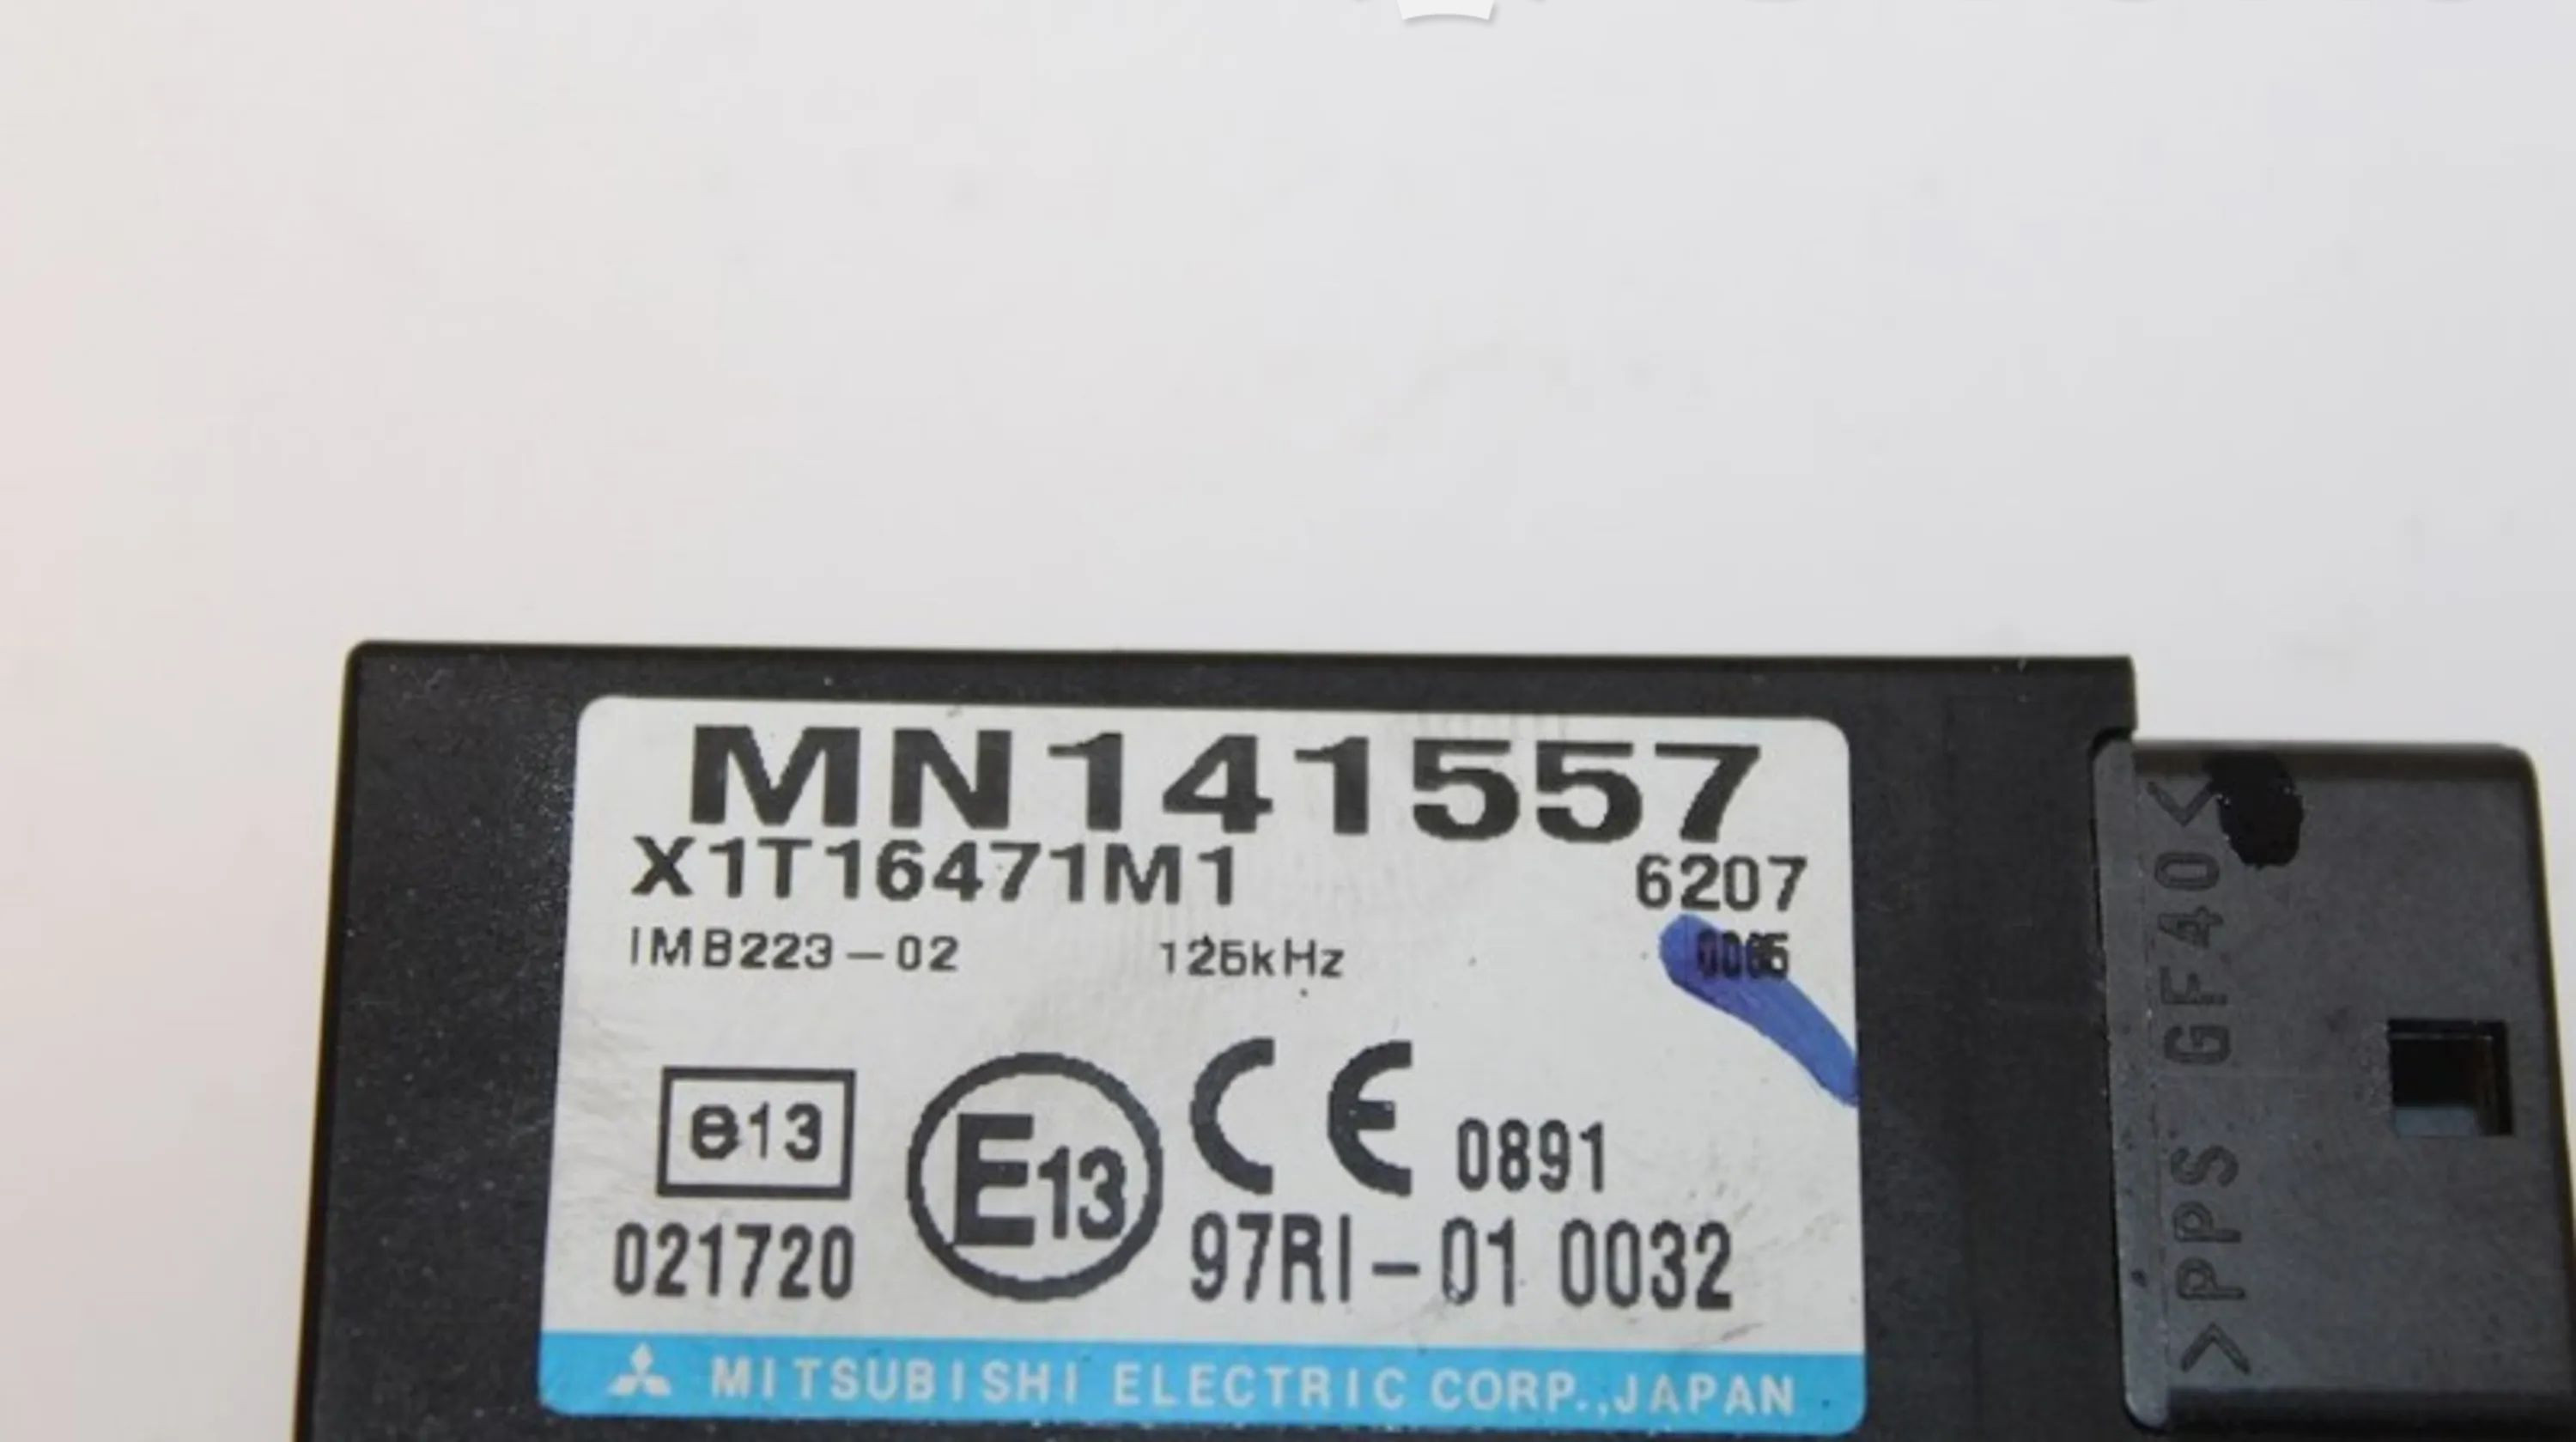 MN141557
X1T16471M1 6207
IMB223-02 125kHz 0065
e13 E13 CE 0891
021720 97RI-01 0032
MITSUBISHI ELECTRIC CORP.,JAPAN
>PPS GF40<